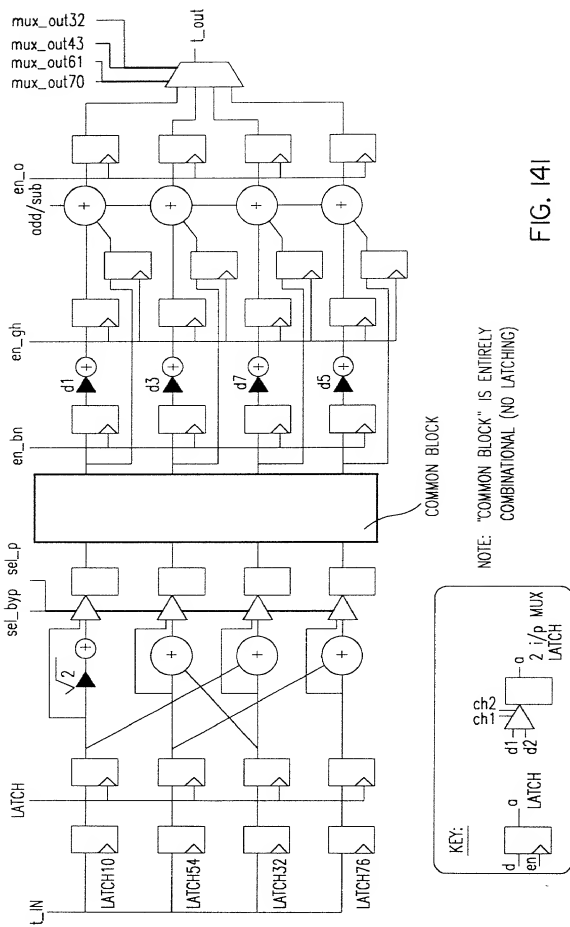 mux_out32
mux_out43
mux_out61
mux_out70
t_out
en_o
add/sub
en_gh
d1
d3
d7
d5
en_bn
COMMON BLOCK
sel_p
sel_byp
√2
LATCH
LATCH10
LATCH54
LATCH32
LATCH76
t_IN
+
+
+
+
+
+
+
+
+
+
+
+
FIG. 141
NOTE: "COMMON BLOCK" IS ENTIRELY
COMBINATIONAL (NO LATCHING)
KEY:
d
en
a
LATCH
ch2
ch1
d1
d2
a
2 i/p MUX
LATCH